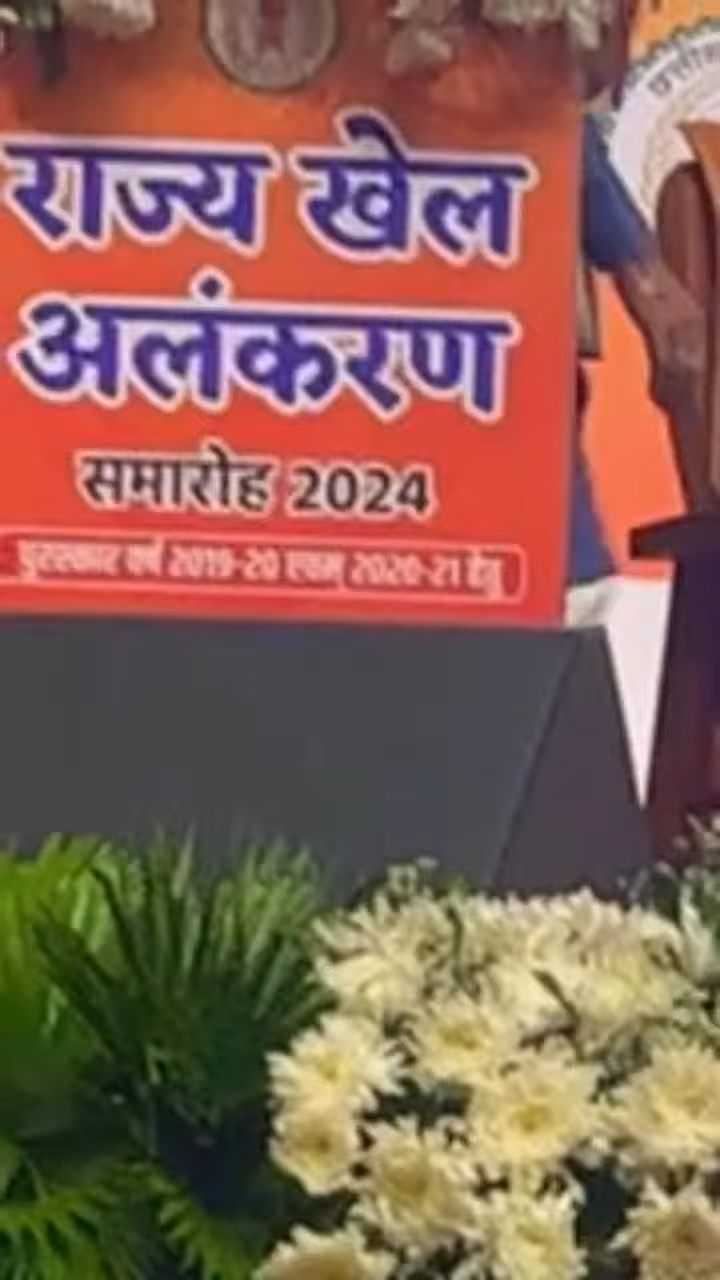 राज्य खेल
अलंकरण
समारोह 2024
पुरस्कार वर्ष 2019-20 एवम् 2020-21 हेतु